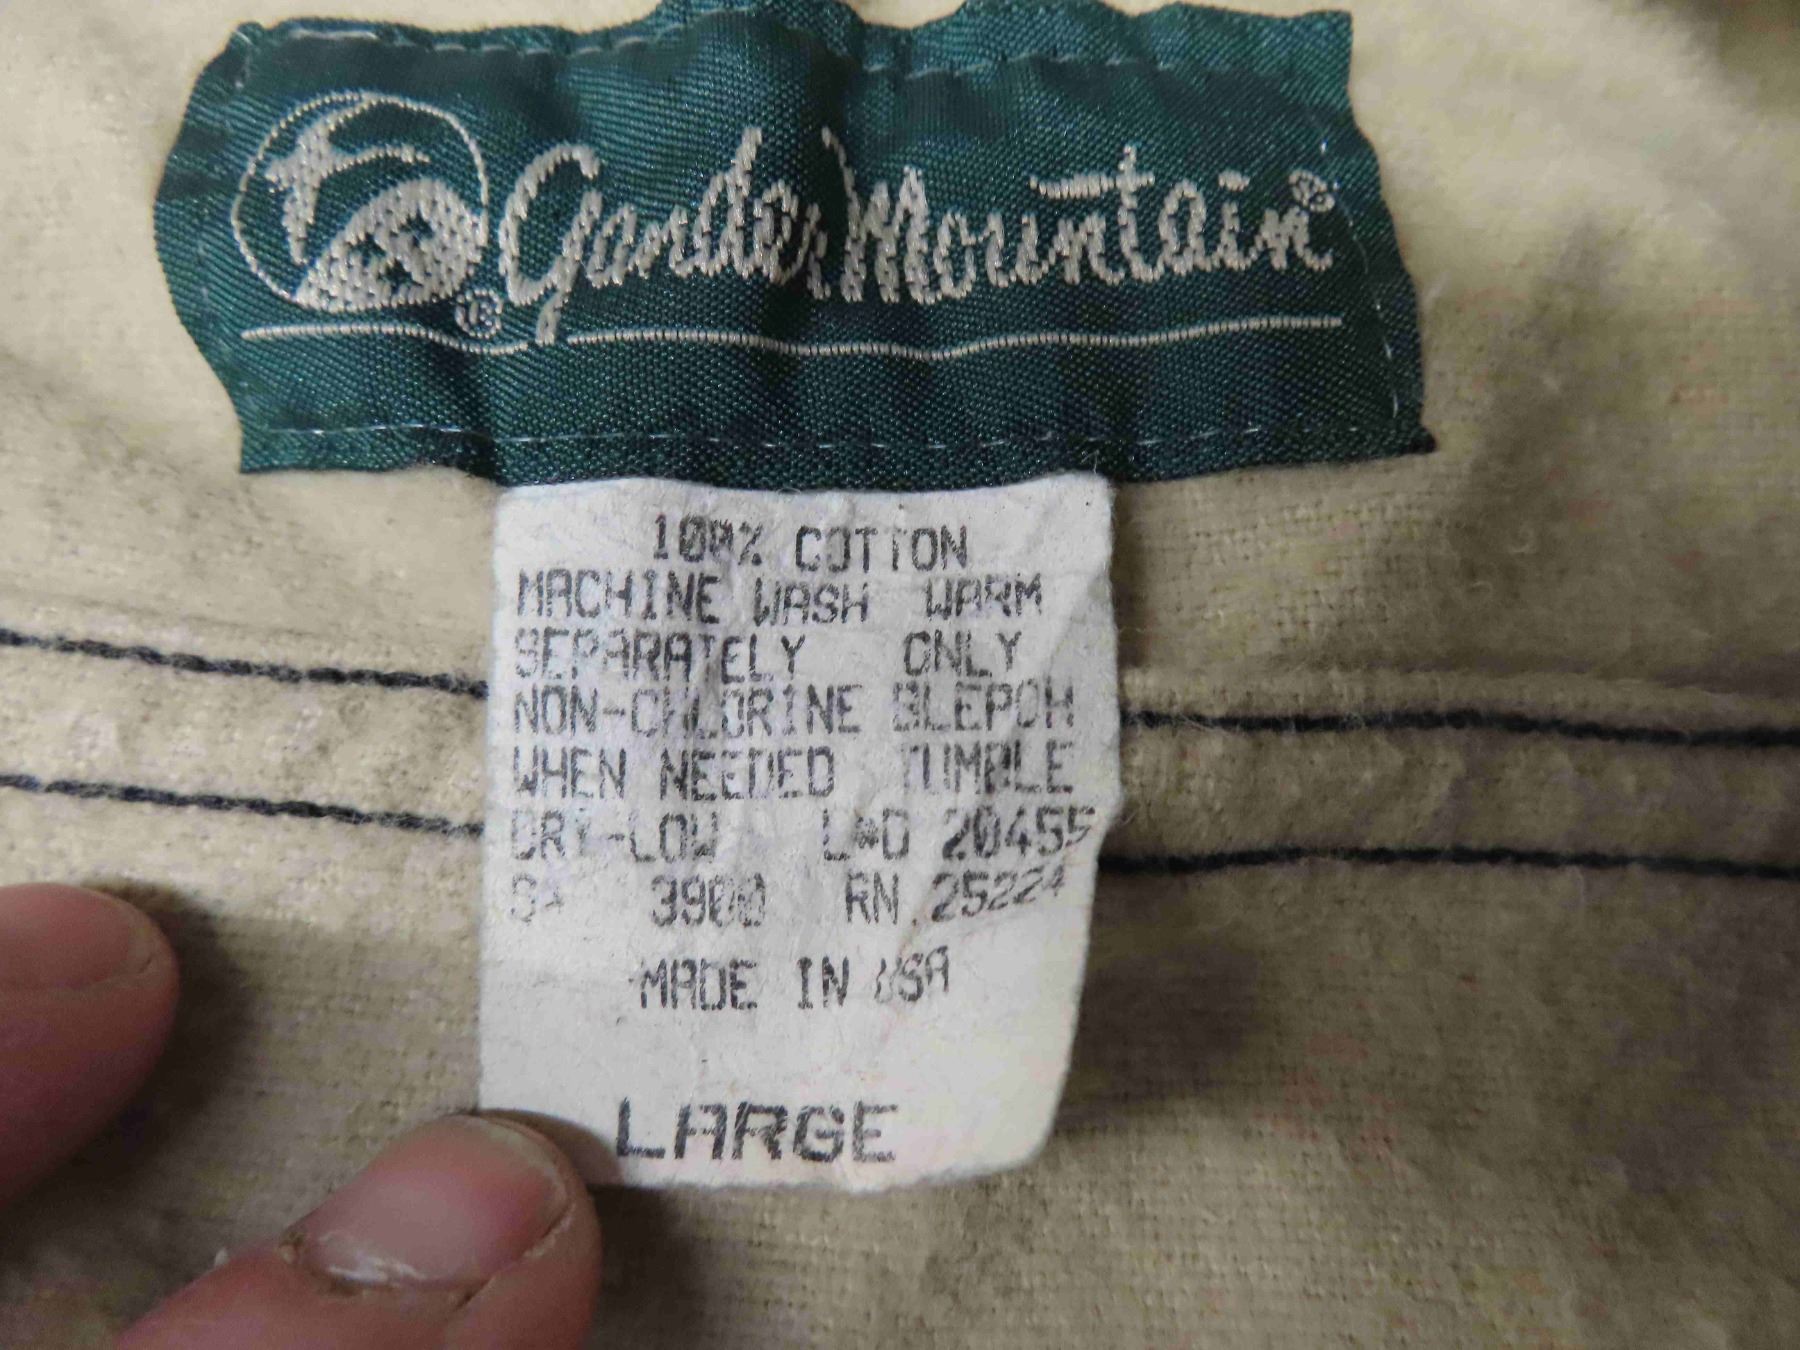 Gander Mountain®
®
100% COTTON
MACHINE WASH WARM
SEPARATELY ONLY
NON-CHLORINE BLEACH
WHEN NEEDED TUMBLE
DRY-LOW L#D 20455
S# 3900 RN 25224
MADE IN USA
LARGE